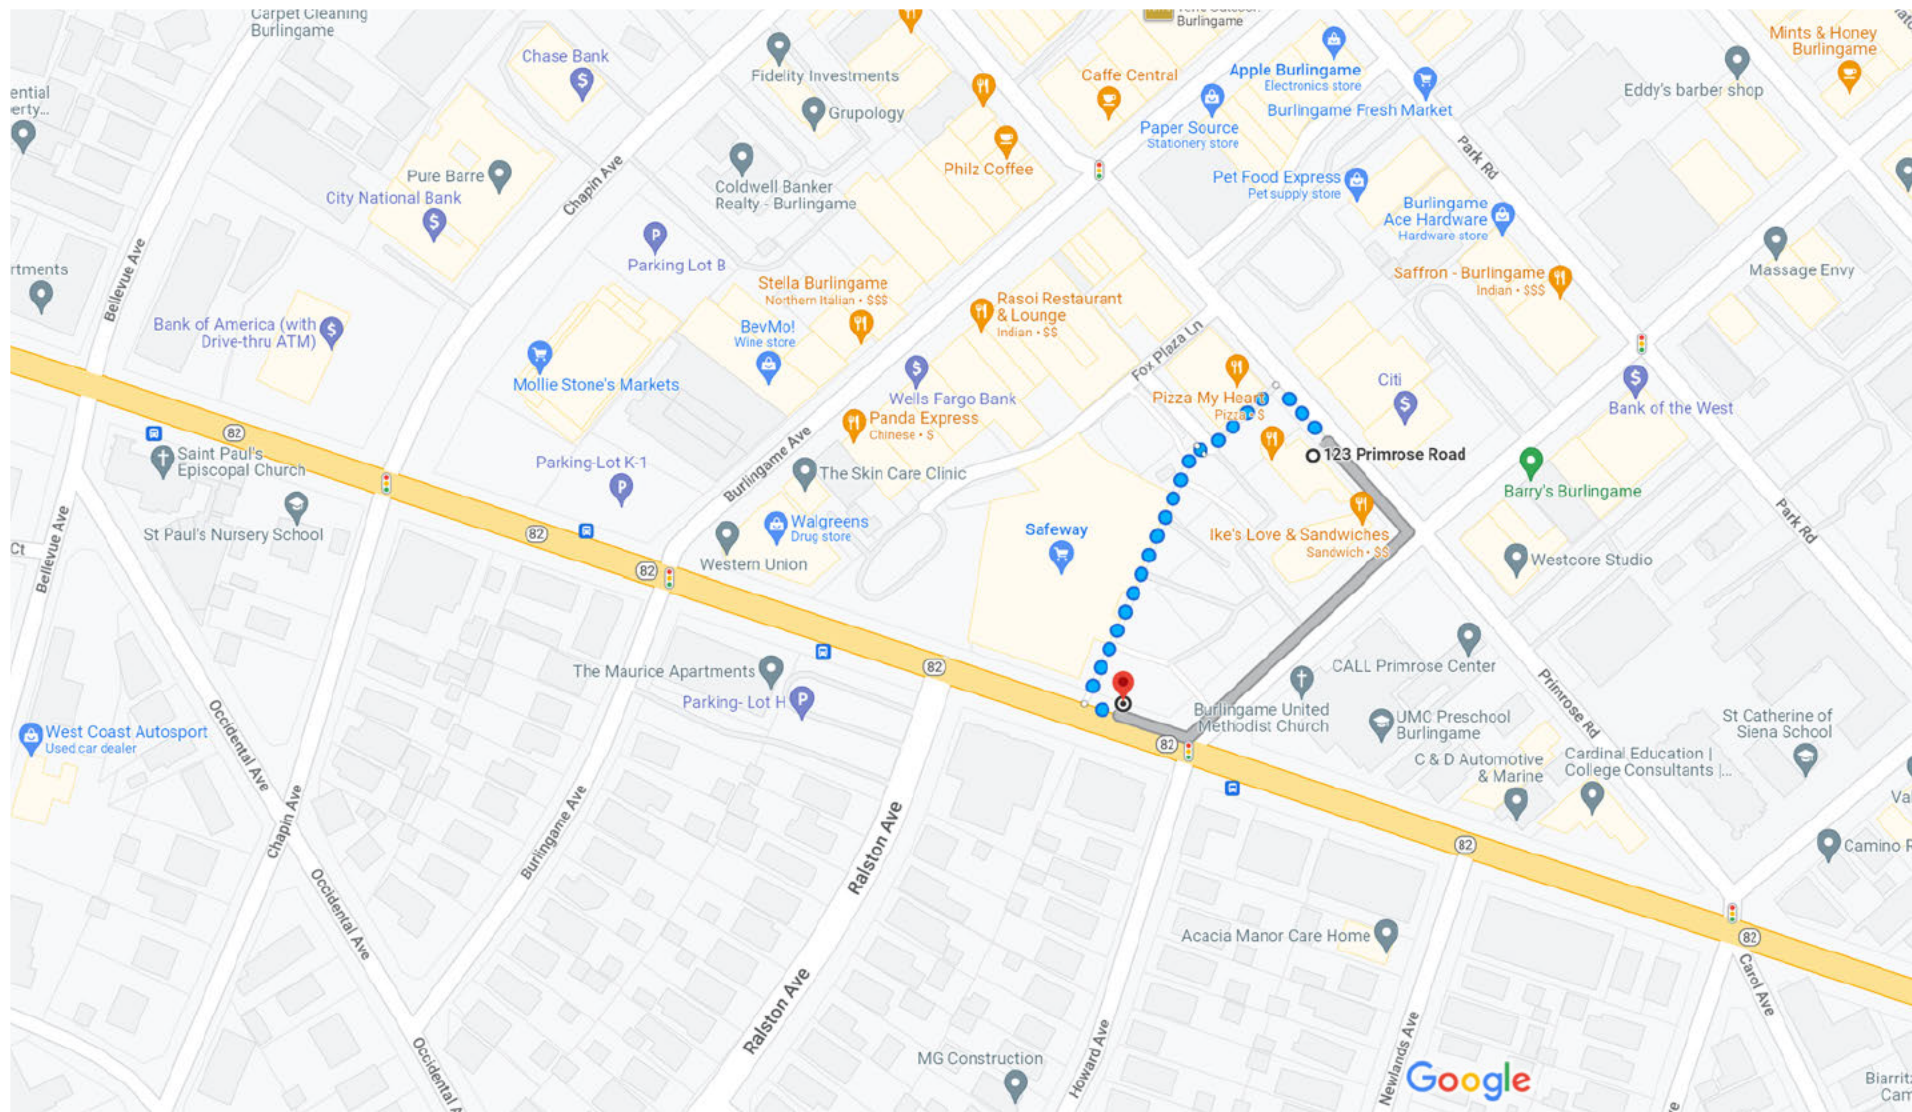 Carpet Cleaning
Burlingame
Burlingame
Mints & Honey
Burlingame
Chase Bank
Fidelity Investments
Caffe Central
Apple Burlingame
Electronics store
Eddy's barber shop
ential
erty...
Grupology
Burlingame Fresh Market
Paper Source
Stationery store
Philz Coffee
Park Rd
Pure Barre
City National Bank
Chapin Ave
Coldwell Banker
Realty - Burlingame
Pet Food Express
Pet supply store
Burlingame
Ace Hardware
Hardware store
P
Parking Lot B
Bellevue Ave
rtments
Massage Envy
Saffron - Burlingame
Indian • $$$
Stella Burlingame
Northern Italian • $$$
Rasoi Restaurant
& Lounge
Indian • $$
Bank of America (with
Drive-thru ATM)
BevMo!
Wine store
Fox Plaza Ln
Mollie Stone's Markets
Wells Fargo Bank
Pizza My Heart
Pizza • $
Citi
Bank of the West
Panda Express
Chinese • $
82
Saint Paul's
Episcopal Church
Parking-Lot K-1
P
Burlingame Ave
The Skin Care Clinic
123 Primrose Road
Barry's Burlingame
St Paul's Nursery School
Walgreens
Drug store
Safeway
Ike's Love & Sandwiches
Sandwich • $$
Park Rd
82
Ct
Bellevue Ave
Western Union
82
Westcore Studio
The Maurice Apartments
82
CALL Primrose Center
Parking- Lot H
P
Burlingame United
Methodist Church
Primrose Rd
UMC Preschool
Burlingame
St Catherine of
Siena School
West Coast Autosport
Used car dealer
Occidental Ave
82
C & D Automotive
& Marine
Cardinal Education |
College Consultants |...
Va
Chapin Ave
Burlingame Ave
Ralston Ave
82
Camino R
Occidental Ave
Acacia Manor Care Home
82
Carol Ave
Ralston Ave
MG Construction
Howard Ave
Newlands Ave
Occidental A
Google
Biarritz
Cam